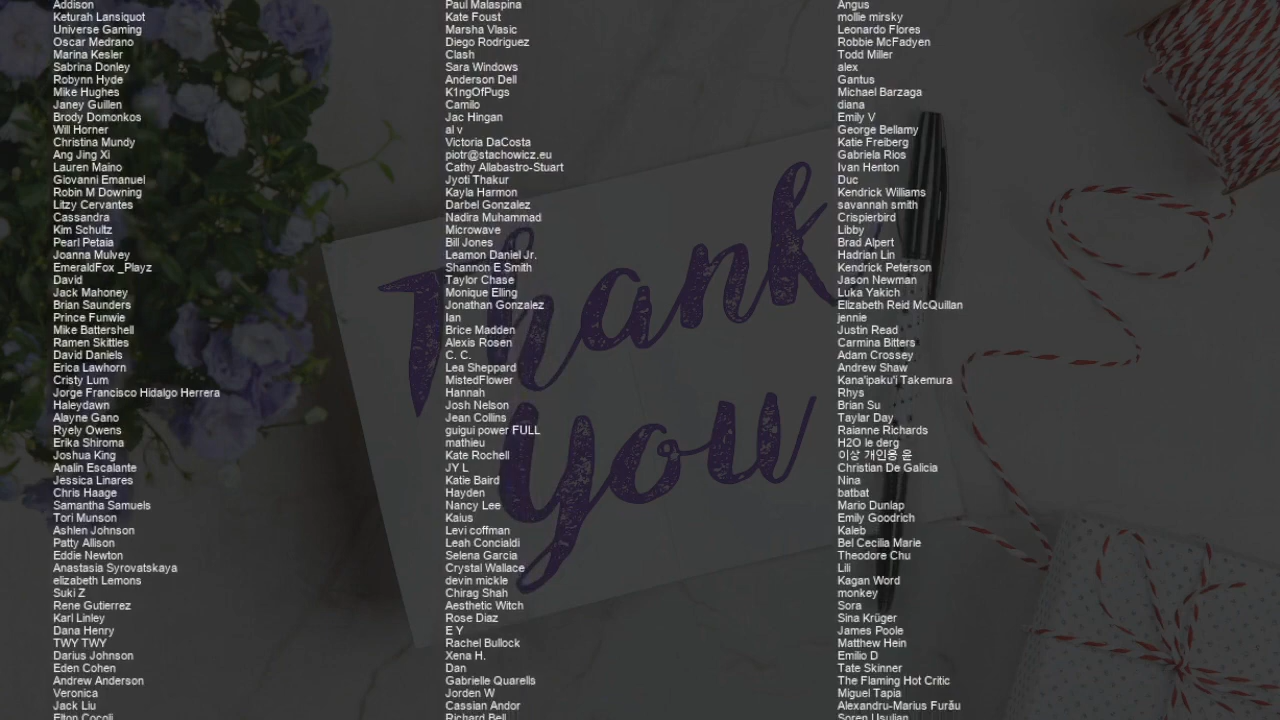 Addison
Keturah Lansiquot
Universe Gaming
Oscar Medrano
Marina Kesler
Sabrina Donley
Robynn Hyde
Mike Hughes
Janey Guillen
Brody Domonkos
Will Horner
Christina Mundy
Ang Jing Xi
Lauren Maino
Giovanni Emanuel
Robin M Downing
Litzy Cervantes
Cassandra
Kim Schultz
Pearl Petaia
Joanna Mulvey
EmeraldFox _Playz
David
Jack Mahoney
Brian Saunders
Prince Funwie
Mike Battershell
Ramen Skittles
David Daniels
Erica Lawhorn
Cristy Lum
Jorge Francisco Hidalgo Herrera
Haleydawn
Alayne Gano
Ryely Owens
Erika Shiroma
Joshua King
Analin Escalante
Jessica Linares
Chris Haage
Samantha Samuels
Tori Munson
Ashlen Johnson
Patty Allison
Eddie Newton
Anastasia Syrovatskaya
elizabeth Lemons
Suki Z
Rene Gutierrez
Karl Linley
Dana Henry
TWY TWY
Darius Johnson
Eden Cohen
Andrew Anderson
Veronica
Jack Liu
Elton Cocoli
Paul Malaspina
Kate Foust
Marsha Vlasic
Diego Rodriguez
Clash
Sara Windows
Anderson Dell
K1ngOfPugs
Camilo
Jac Hingan
al v
Victoria DaCosta
piotr@stachowicz.eu
Cathy Allabastro-Stuart
Jyoti Thakur
Kayla Harmon
Darbel Gonzalez
Nadira Muhammad
Microwave
Bill Jones
Leamon Daniel Jr.
Shannon E Smith
Taylor Chase
Monique Elling
Jonathan Gonzalez
Ian
Brice Madden
Alexis Rosen
C. C.
Lea Sheppard
MistedFlower
Hannah
Josh Nelson
Jean Collins
guigui power FULL
mathieu
Kate Rochell
JY L
Katie Baird
Hayden
Nancy Lee
Kaius
Levi coffman
Leah Concialdi
Selena Garcia
Crystal Wallace
devin mickle
Chirag Shah
Aesthetic Witch
Rose Diaz
E Y
Rachel Bullock
Xena H.
Dan
Gabrielle Quarells
Jorden W
Cassian Andor
Richard Bell
Angus
mollie mirsky
Leonardo Flores
Robbie McFadyen
Todd Miller
alex
Gantus
Michael Barzaga
diana
Emily V
George Bellamy
Katie Freiberg
Gabriela Rios
Ivan Henton
Duc
Kendrick Williams
savannah smith
Crispierbird
Libby
Brad Alpert
Hadrian Lin
Kendrick Peterson
Jason Newman
Luka Yakich
Elizabeth Reid McQuillan
jennie
Justin Read
Carmina Bitters
Adam Crossey
Andrew Shaw
Kana'ipaku'i Takemura
Rhys
Brian Su
Taylar Day
Raianne Richards
H2O le derg
이상 개인용 윤
Christian De Galicia
Nina
batbat
Mario Dunlap
Emily Goodrich
Kaleb
Bel Cecilia Marie
Theodore Chu
Lili
Kagan Word
monkey
Sora
Sina Krüger
James Poole
Matthew Hein
Emilio D
Tate Skinner
The Flaming Hot Critic
Miguel Tapia
Alexandru-Marius Furău
Soren Usulian
Thank
you